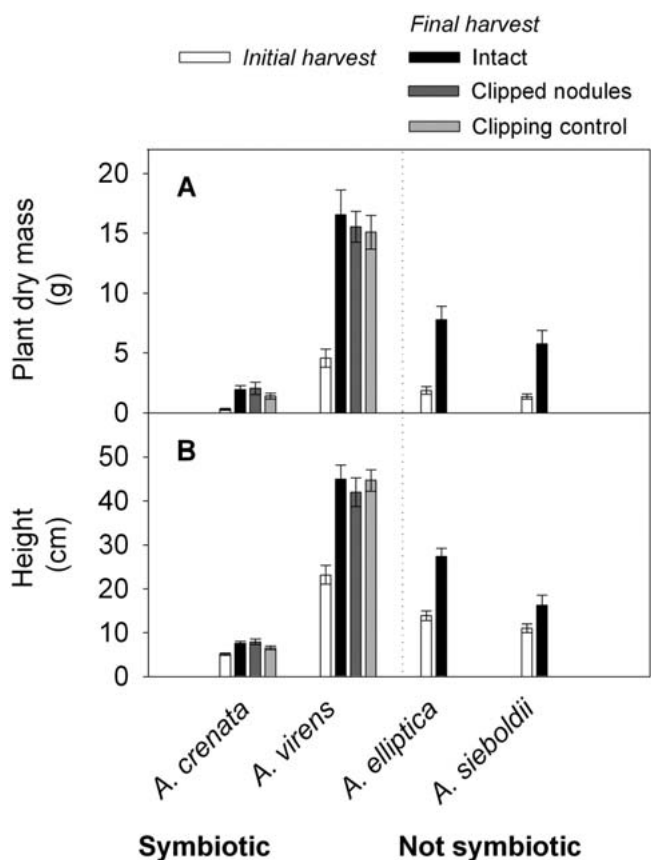 Final harvest
Initial harvest
Intact
Clipped nodules
Clipping control
A
Plant dry mass
(g)
20
15
10
5
0
B
Height
(cm)
50
40
30
20
10
0
A. crenata
A. virens
A. elliptica
A. sieboldii
Symbiotic
Not symbiotic